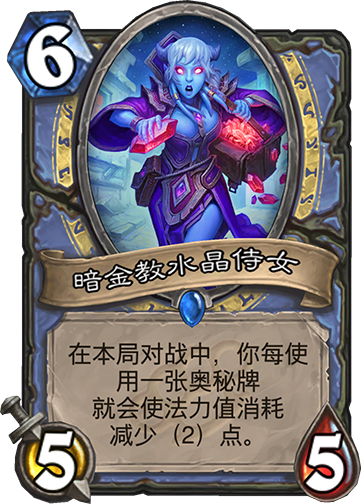 6
暗金教水晶侍女
在本局对战中，你每使
用一张奥秘牌
就会使法力值消耗
减少（2）点。
5
5